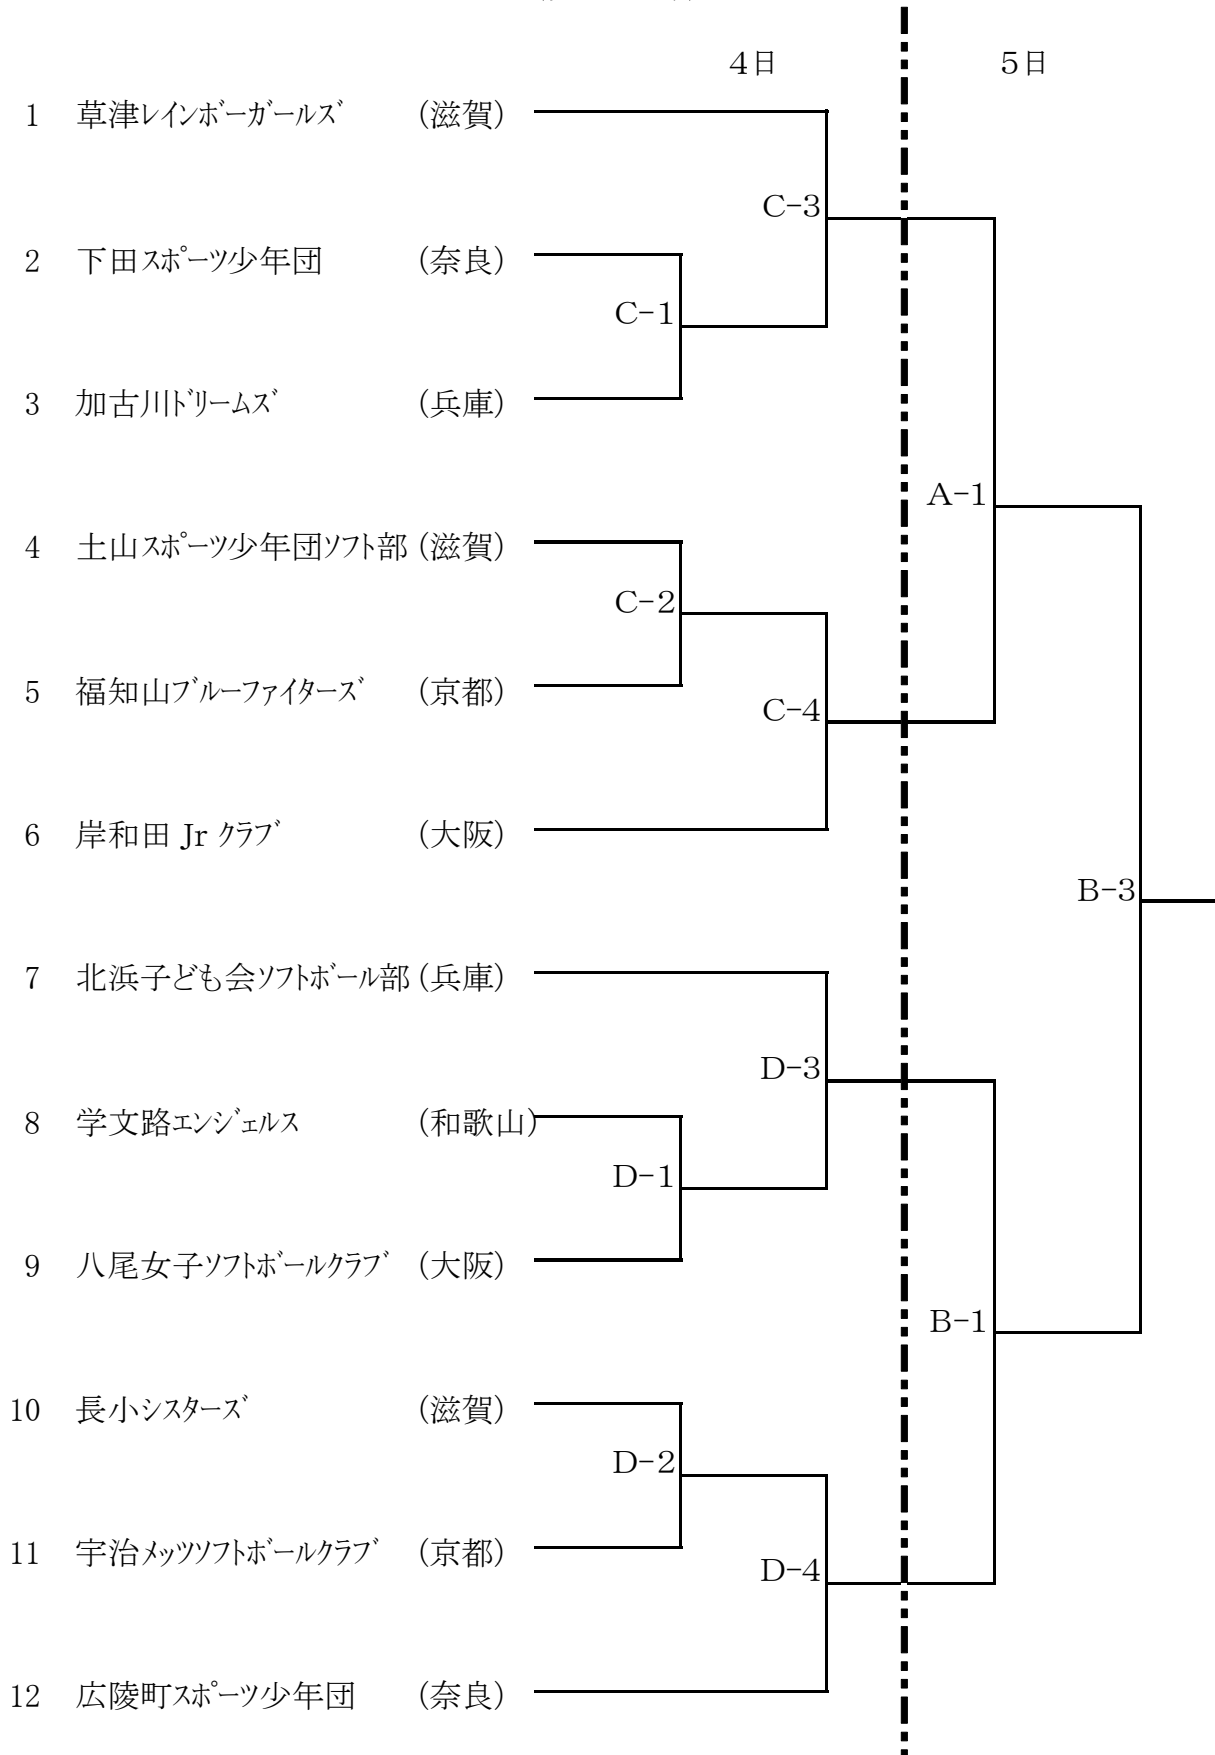 4日 5日
1 草津レインボーガールズ (滋賀)
C-3
2 下田スポーツ少年団 (奈良)
C-1
3 加古川ドリームズ (兵庫)
A-1
4 土山スポーツ少年団ソフト部 (滋賀)
C-2
5 福知山ブルーファイターズ (京都)
C-4
6 岸和田 Jr クラブ (大阪)
B-3
7 北浜子ども会ソフトボール部 (兵庫)
D-3
8 学文路エンジェルス (和歌山)
D-1
9 八尾女子ソフトボールクラブ (大阪)
B-1
10 長小シスターズ (滋賀)
D-2
11 宇治メッツソフトボールクラブ (京都)
D-4
12 広陵町スポーツ少年団 (奈良)